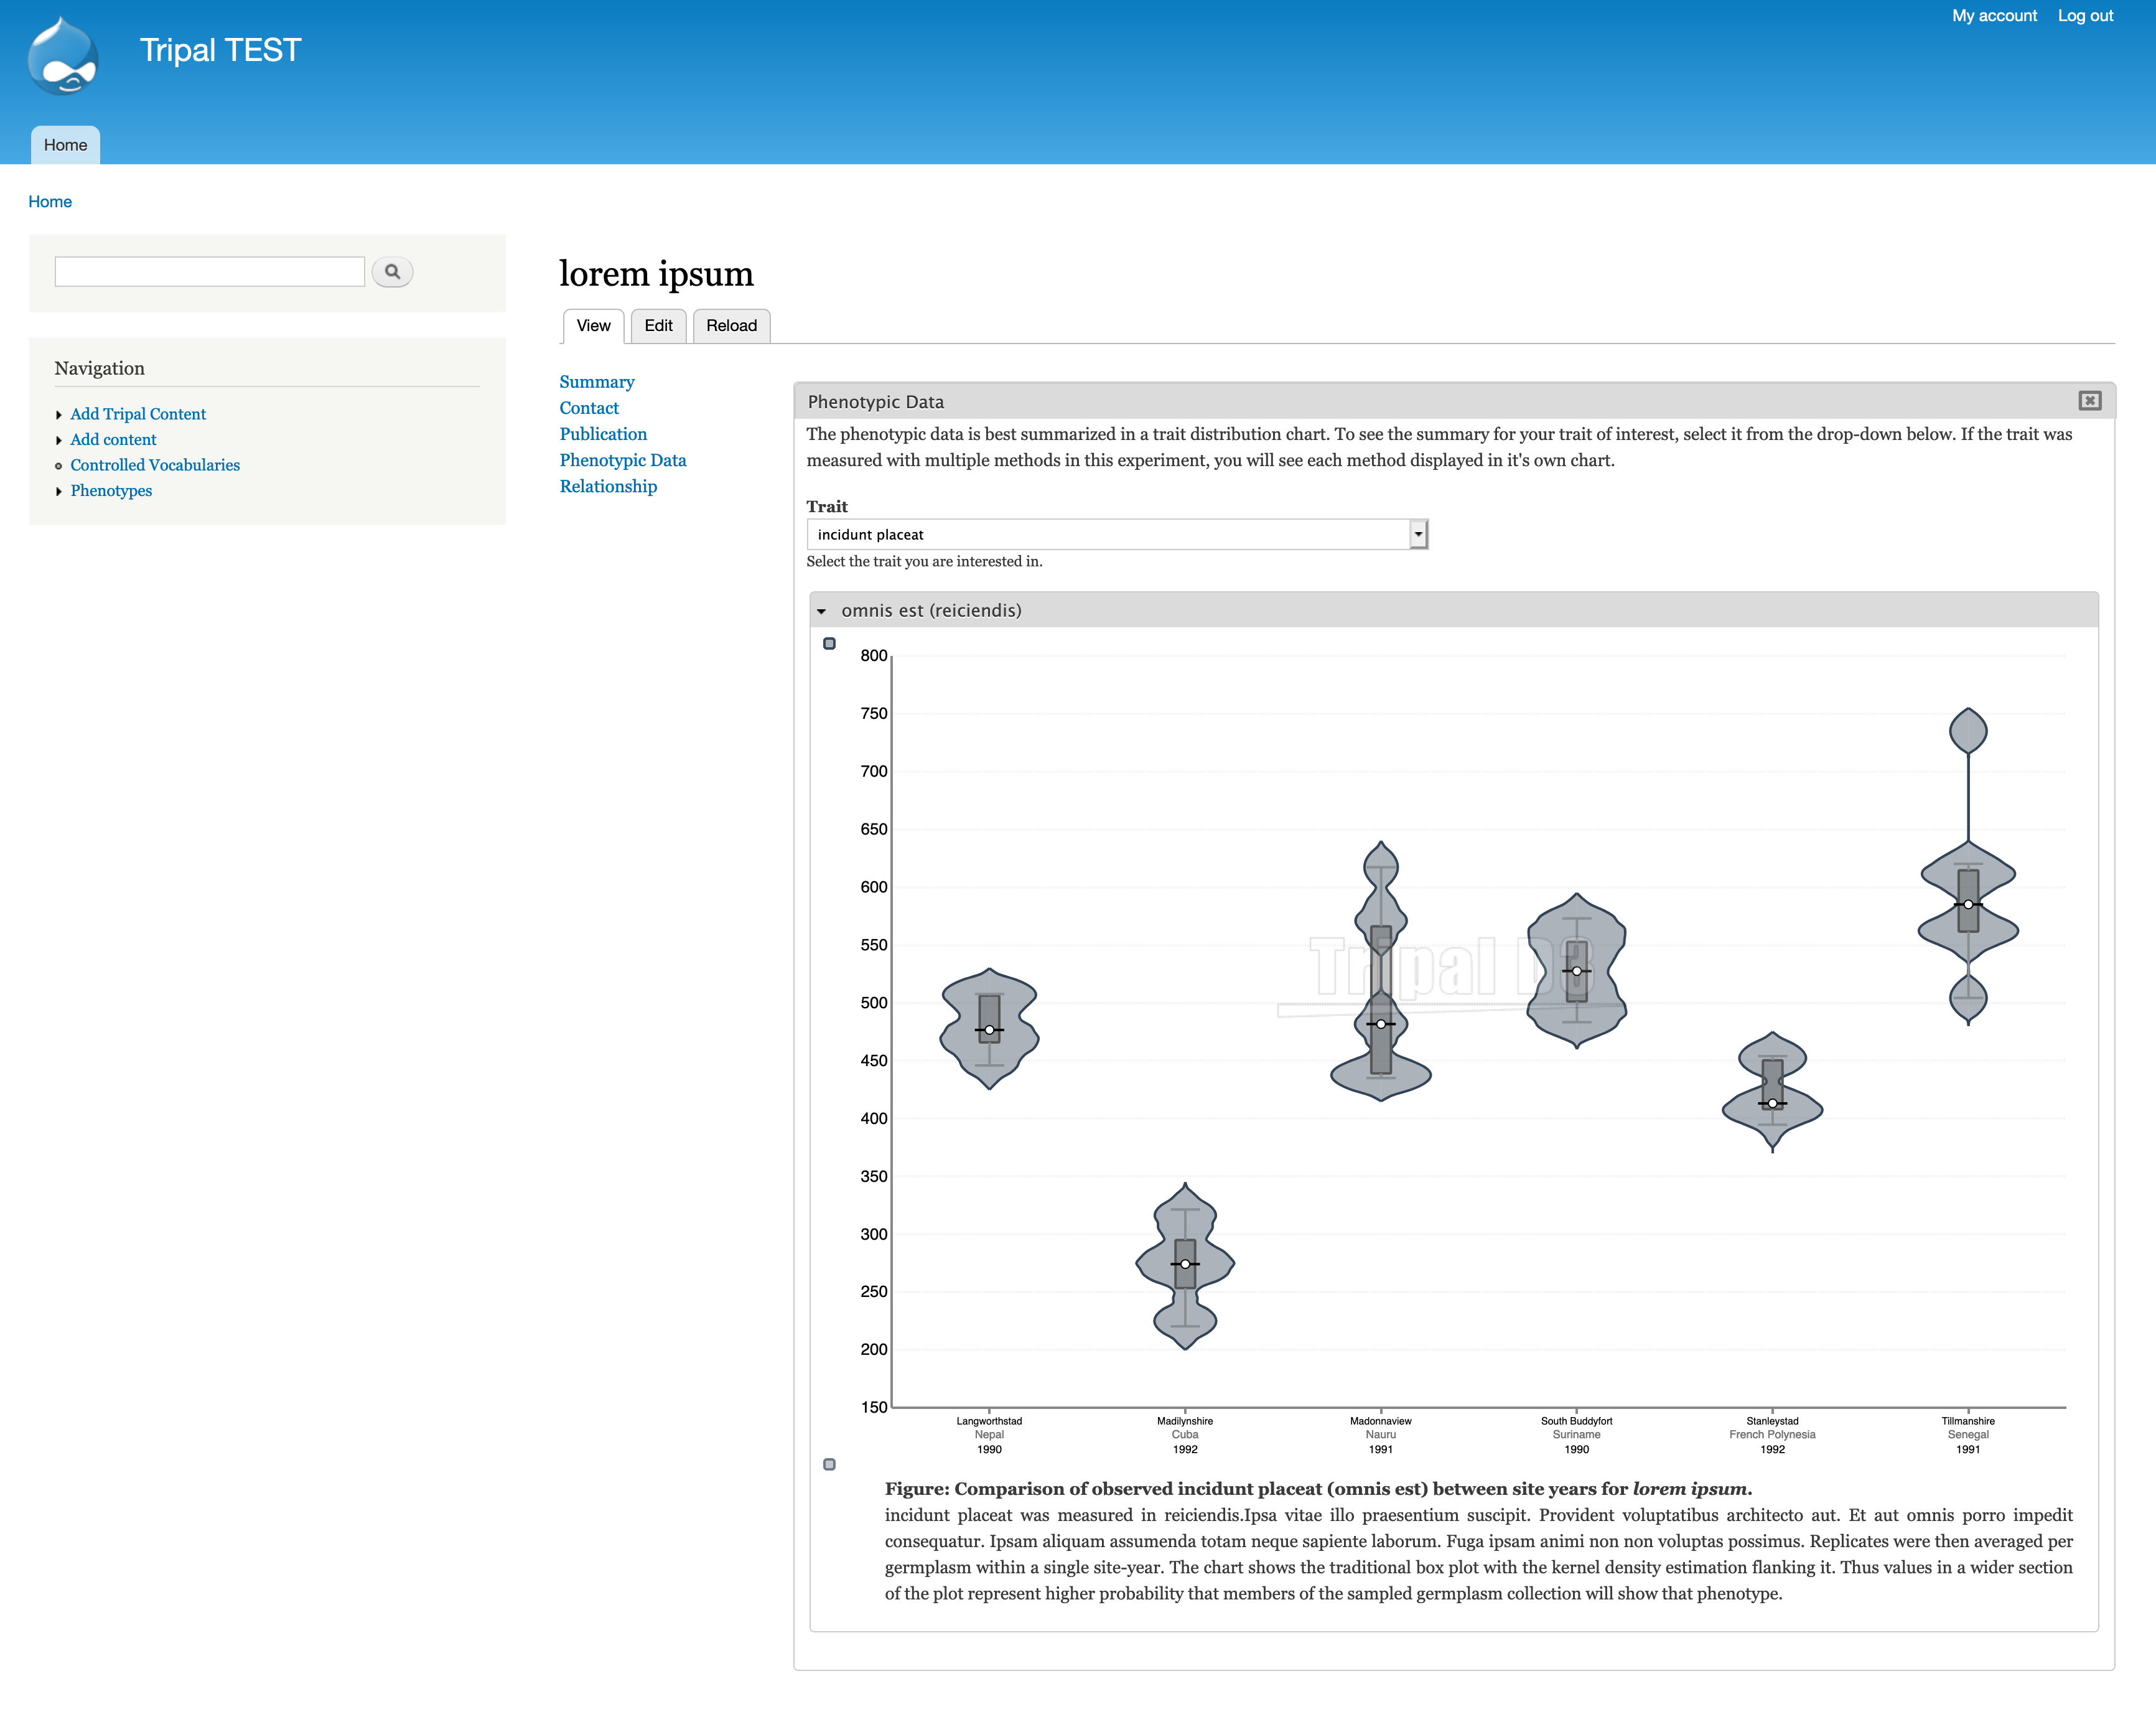 My account Log out
Tripal TEST
Home
Home
Navigation
Add Tripal Content
Add content
Controlled Vocabularies
Phenotypes
lorem ipsum
View Edit Reload
Summary
Contact
Publication
Phenotypic Data
Relationship
Phenotypic Data
The phenotypic data is best summarized in a trait distribution chart. To see the summary for your trait of interest, select it from the drop-down below. If the trait was
measured with multiple methods in this experiment, you will see each method displayed in it's own chart.
Trait
incidunt placeat
Select the trait you are interested in.
omnis est (reiciendis)
800
750
700
650
600
550
500
450
400
350
300
250
200
150
Tripal D3
Langworthstad Madilynshire Madonnaview South Buddyfort Stanleystad Tillmanshire
Nepal Cuba Nauru Suriname French Polynesia Senegal
1990 1992 1991 1990 1992 1991
Figure: Comparison of observed incidunt placeat (omnis est) between site years for lorem ipsum.
incidunt placeat was measured in reiciendis.Ipsa vitae illo praesentium suscipit. Provident voluptatibus architecto aut. Et aut omnis porro impedit
consequatur. Ipsam aliquam assumenda totam neque sapiente laborum. Fuga ipsam animi non non voluptas possimus. Replicates were then averaged per
germplasm within a single site-year. The chart shows the traditional box plot with the kernel density estimation flanking it. Thus values in a wider section
of the plot represent higher probability that members of the sampled germplasm collection will show that phenotype.